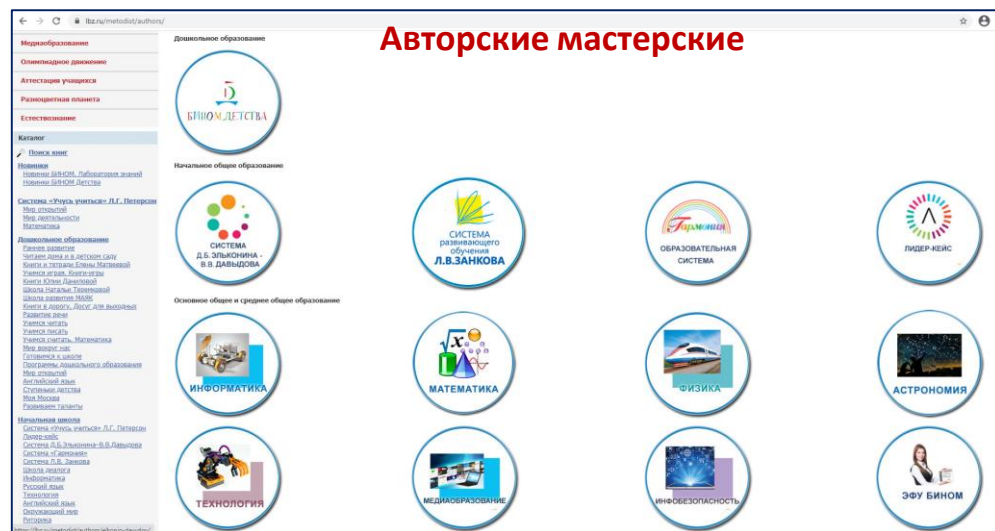 lbz.ru/metodist/authors/
Авторские мастерские
Медиаобразование
Олимпиадное движение
Аттестация учащихся
Разноцветная планета
Естествознание
Каталог
Поиск книг
Новинки
Новинки БИНОМ. Лаборатория знаний
Новинки БИНОМ Детства
Система «Учусь учиться» Л.Г. Петерсон
Мир открытий
Мир деятельности
Математика
Дошкольное образование
Раннее развитие
Читаем дома и в детском саду
Книги и тетради Елены Матвеевой
Учимся играя. Книги-игры
Книги Юлии Даниловой
Школа Натальи Теремковой
Школа развития МАЯК
Книги в дорогу. Досуг для выходных
Развитие речи
Учимся читать
Учимся писать
Учимся считать. Математика
Мир вокруг нас
Готовимся к школе
Программы дошкольного образования
Мир открытий
Английский язык
Ступеньки детства
Моя Москва
Развиваем таланты
Начальная школа
Система «Учусь учиться» Л.Г. Петерсон
Лидер-кейс
Система Д.Б.Эльконина-В.В.Давыдова
Система «Гармония»
Система Л.В. Занкова
Школа диалога
Информатика
Русский язык
Технология
Английский язык
Окружающий мир
Риторика
Дошкольное образование
БИНОМ ДЕТСТВА
Начальное общее образование
СИСТЕМА
Д.Б. ЭЛЬКОНИНА -
В.В. ДАВЫДОВА
СИСТЕМА
развивающего
обучения
Л.В.ЗАНКОВА
Гармония
ОБРАЗОВАТЕЛЬНАЯ
СИСТЕМА
ЛИДЕР-КЕЙС
Основное общее и среднее общее образование
ИНФОРМАТИКА
МАТЕМАТИКА
ФИЗИКА
АСТРОНОМИЯ
ТЕХНОЛОГИЯ
МЕДИАОБРАЗОВАНИЕ
ИНФОБЕЗОПАСНОСТЬ
ЭФУ БИНОМ